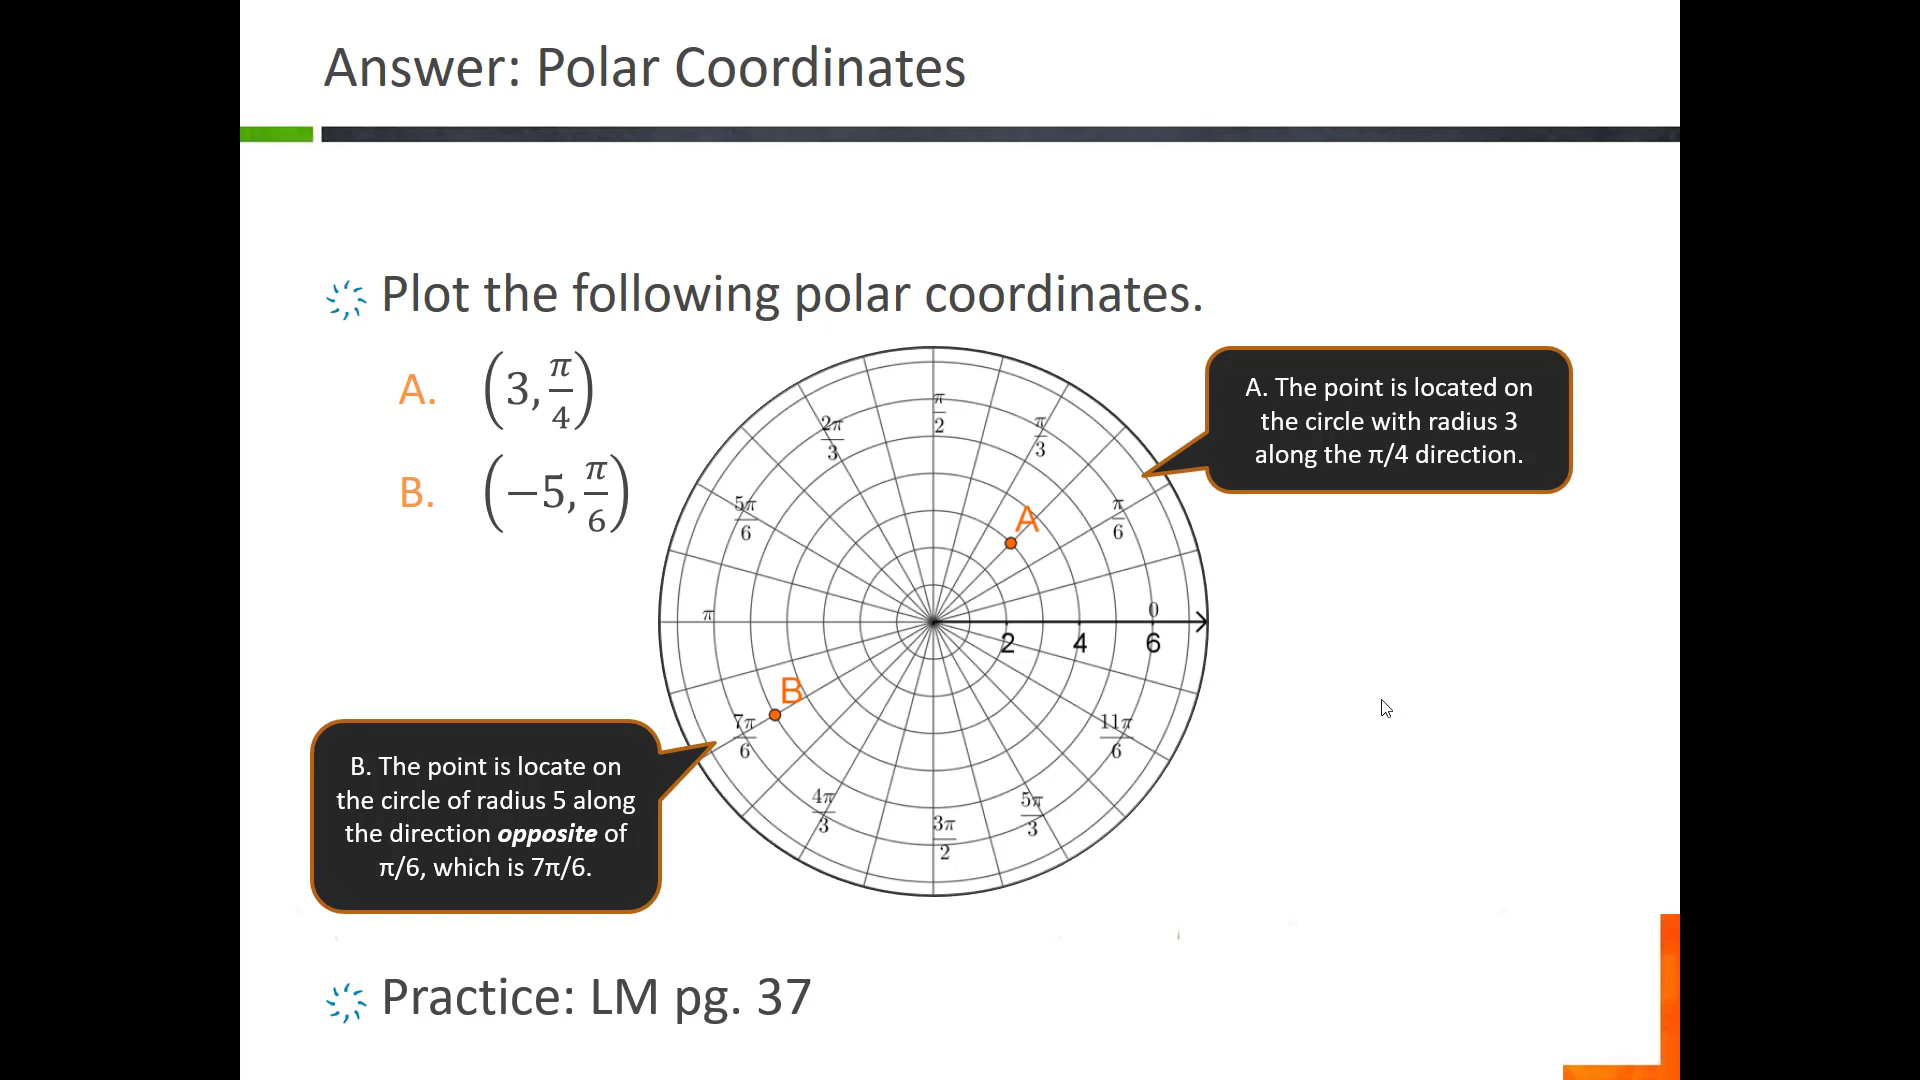 Answer: Polar Coordinates
Plot the following polar coordinates.
A. (3, π/4)
B. (−5, π/6)
A. The point is located on
the circle with radius 3
along the π/4 direction.
π/2
2π/3
π/3
5π/6
A
π/6
π
0
2 4 6
B
7π/6
11π/6
4π/3
5π/3
3π/2
B. The point is locate on
the circle of radius 5 along
the direction opposite of
π/6, which is 7π/6.
Practice: LM pg. 37